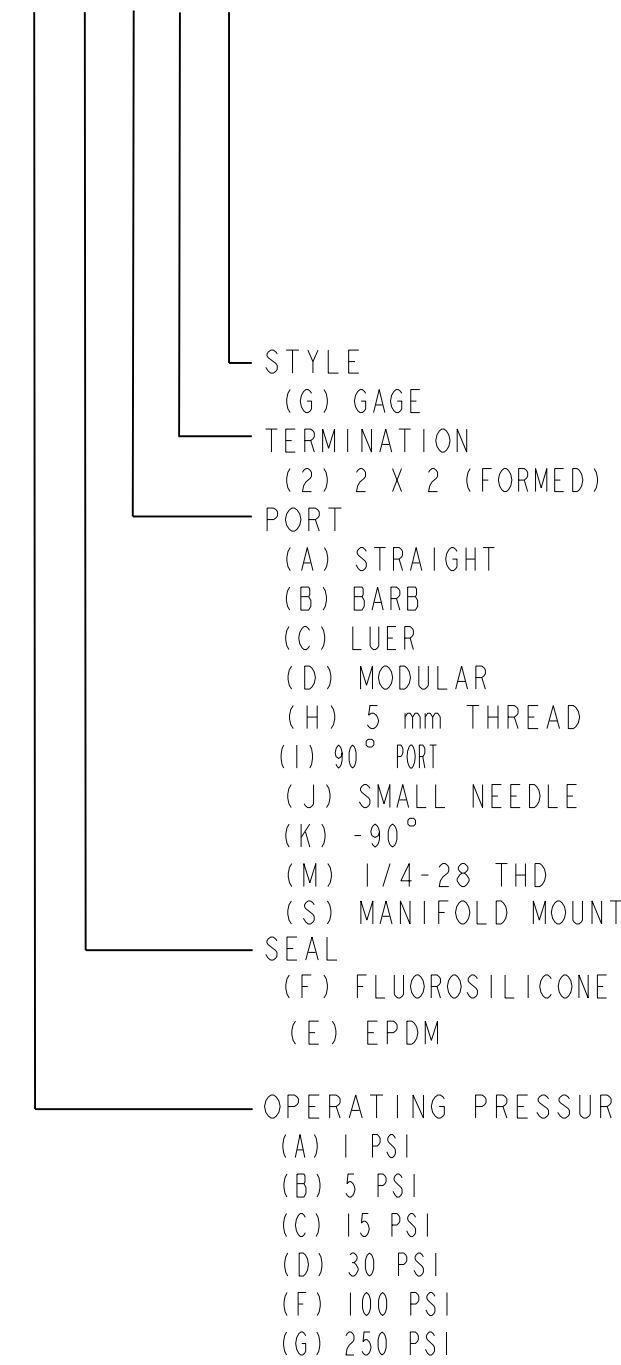 STYLE
(G) GAGE
TERMINATION
(2) 2 X 2 (FORMED)
PORT
(A) STRAIGHT
(B) BARB
(C) LUER
(D) MODULAR
(H) 5 mm THREAD
(I) 90° PORT
(J) SMALL NEEDLE
(K) -90°
(M) 1/4-28 THD
(S) MANIFOLD MOUNT
SEAL
(F) FLUOROSILICONE
(E) EPDM
OPERATING PRESSUR
(A) 1 PSI
(B) 5 PSI
(C) 15 PSI
(D) 30 PSI
(F) 100 PSI
(G) 250 PSI